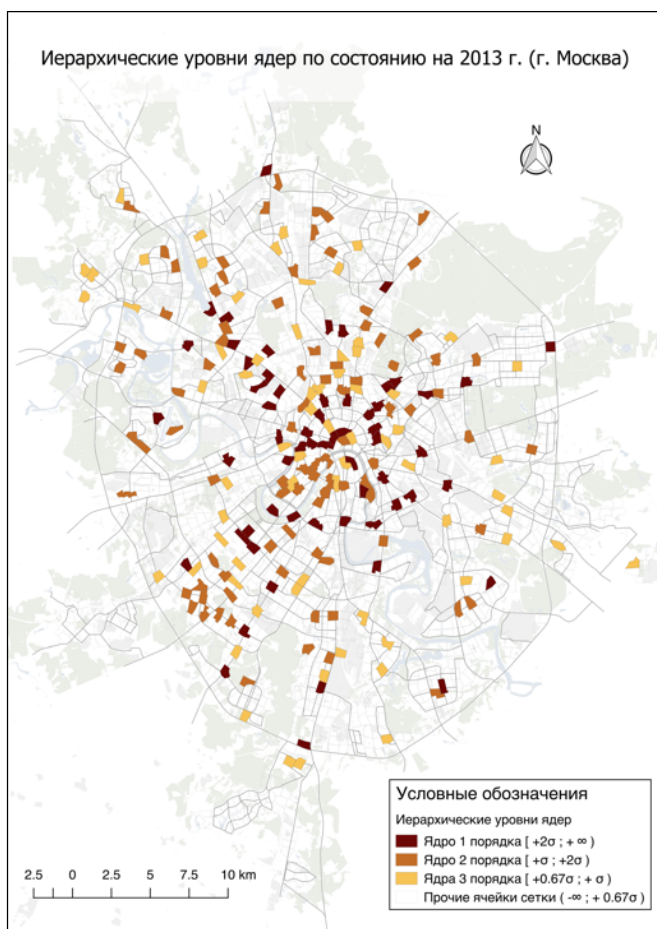 Иерархические уровни ядер по состоянию на 2013 г. (г. Москва)
N
Условные обозначения
Иерархические уровни ядер
Ядро 1 порядка [ +2σ ; + ∞ )
Ядро 2 порядка [ +σ ; +2σ)
Ядра 3 порядка [ +0.67σ ; + σ)
Прочие ячейки сетки ( -∞ ; + 0.67σ )
2.5 0 2.5 5 7.5 10 km